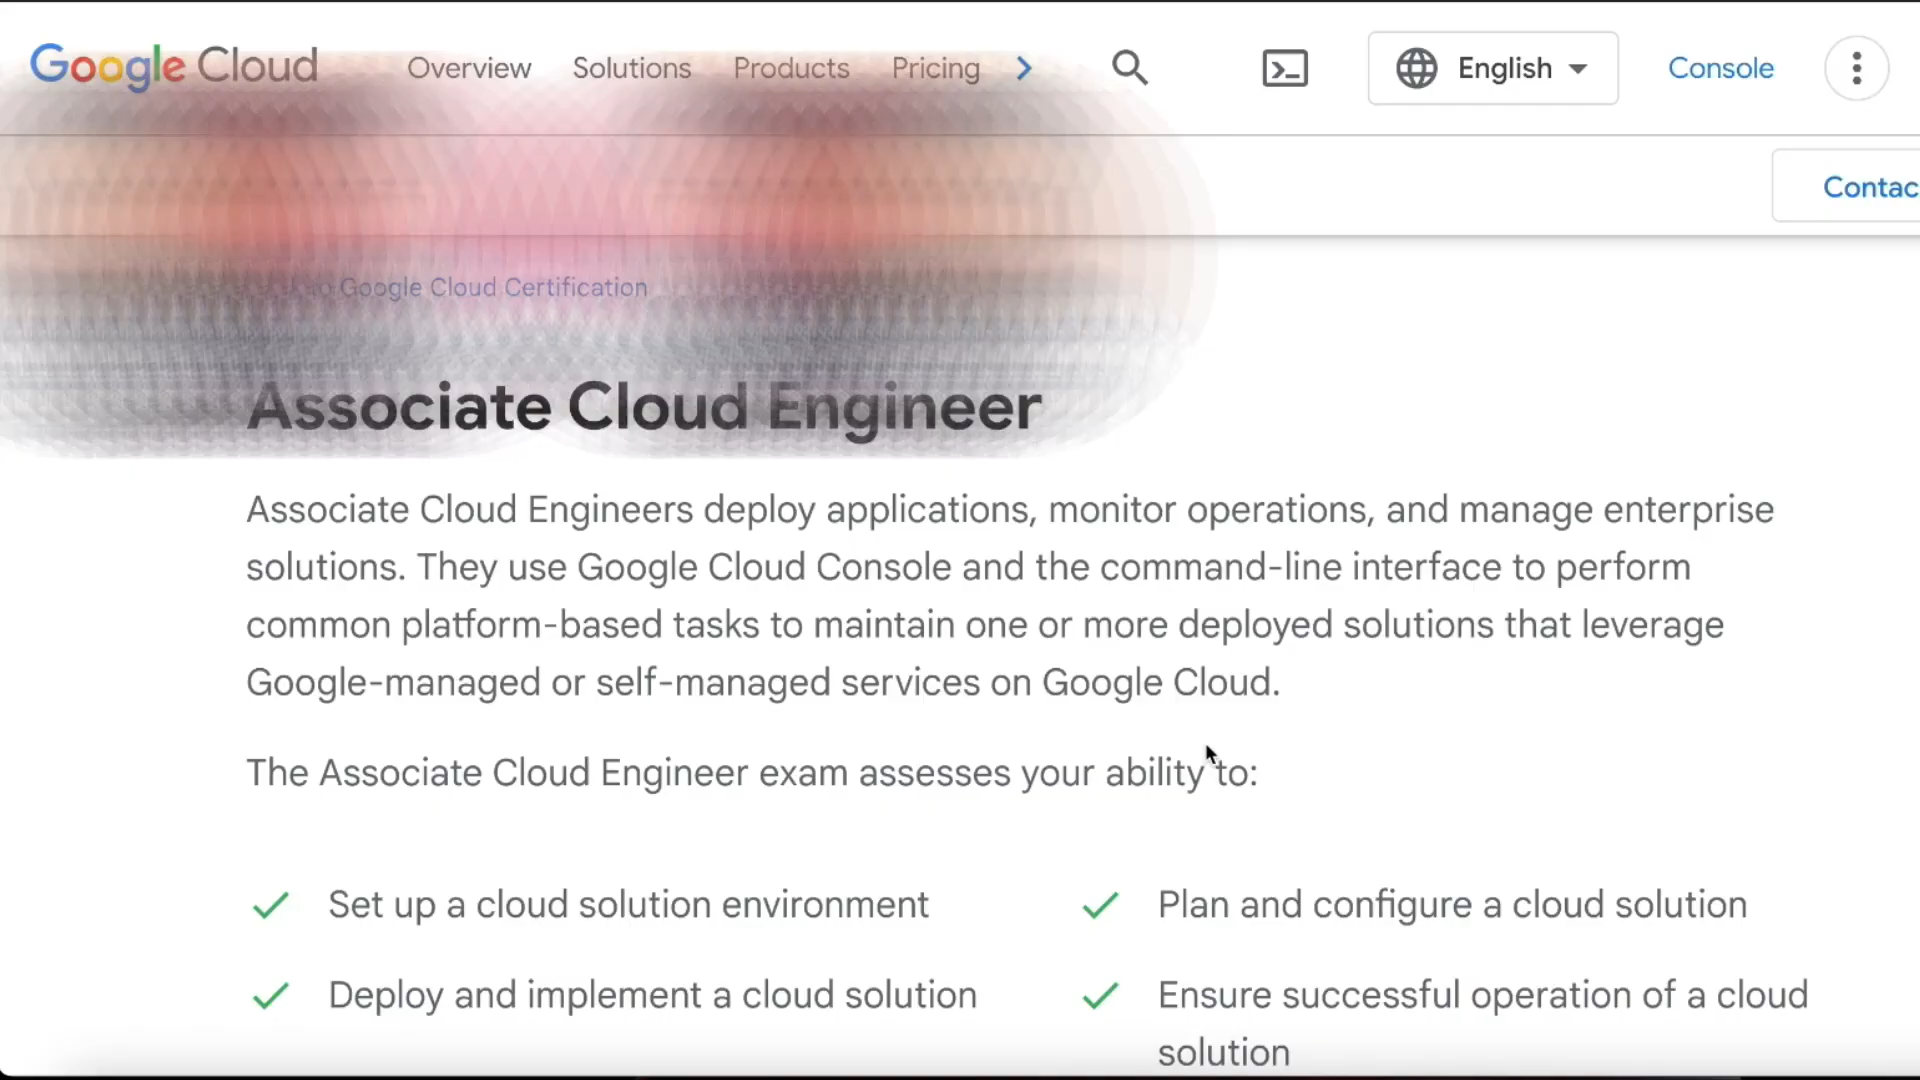 Google Cloud Overview Solutions Products Pricing English Console
Contac
Google Cloud Certification
Associate Cloud Engineer
Associate Cloud Engineers deploy applications, monitor operations, and manage enterprise
solutions. They use Google Cloud Console and the command-line interface to perform
common platform-based tasks to maintain one or more deployed solutions that leverage
Google-managed or self-managed services on Google Cloud.
The Associate Cloud Engineer exam assesses your ability to:
Set up a cloud solution environment
Plan and configure a cloud solution
Deploy and implement a cloud solution
Ensure successful operation of a cloud
solution